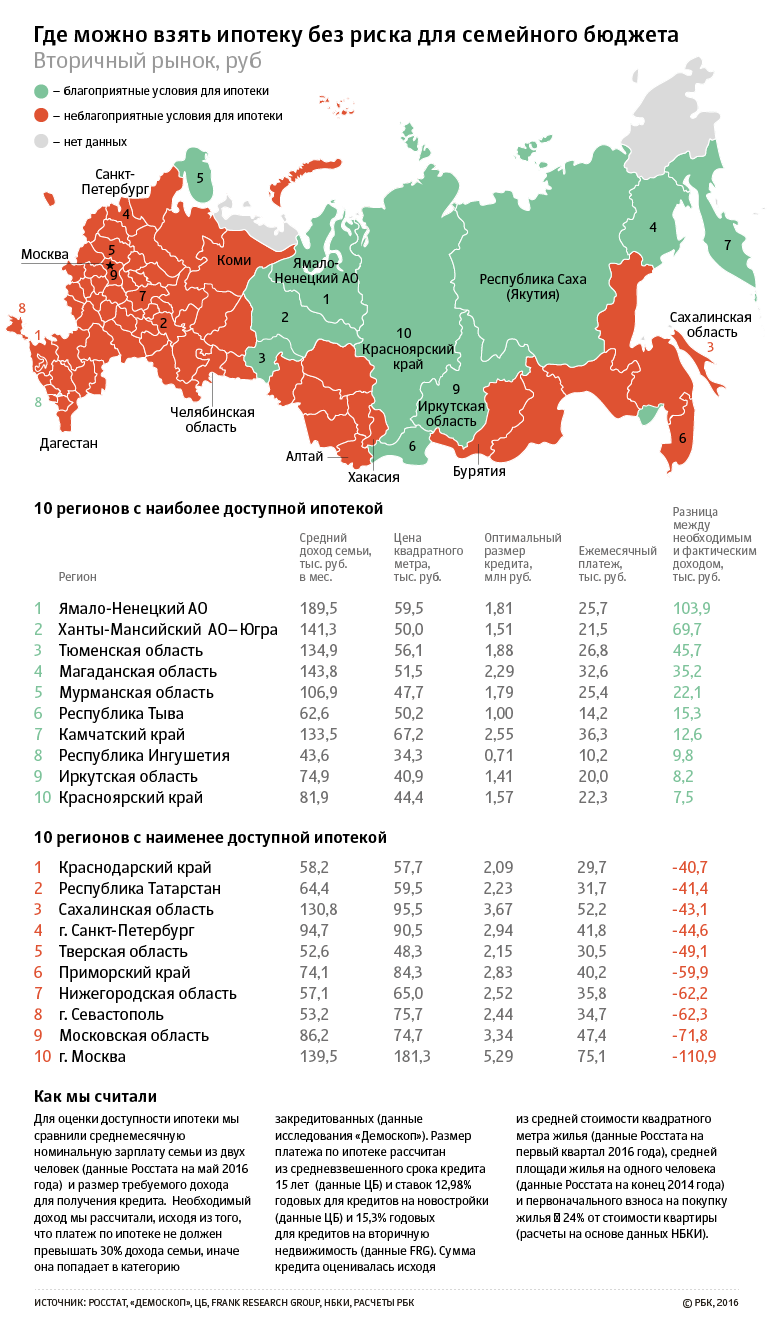 Где можно взять ипотеку без риска для семейного бюджета
Вторичный рынок, руб
– благоприятные условия для ипотеки
– неблагоприятные условия для ипотеки
– нет данных
Санкт-
Петербург
5
4
4
Москва
5
9
Коми
Ямало-
Ненецкий АО
1
Республика Саха
(Якутия)
7
7
2
2
8
1
10
Красноярский
край
Сахалинская
область
3
3
8
9
Иркутская
область
Челябинская
область
Дагестан
6
6
Алтай
Хакасия
Бурятия
10 регионов с наиболее доступной ипотекой
Регион
Средний
доход семьи,
тыс. руб.
в мес.
Цена
квадратного
метра,
тыс. руб.
Оптимальный
размер
кредита,
млн руб.
Ежемесячный
платеж,
тыс. руб.
Разница
между
необходимым
и фактическим
доходом,
тыс. руб.
1 Ямало-Ненецкий АО 189,5 59,5 1,81 25,7 103,9
2 Ханты-Мансийский АО–Югра 141,3 50,0 1,51 21,5 69,7
3 Тюменская область 134,9 56,1 1,88 26,8 45,7
4 Магаданская область 143,8 51,5 2,29 32,6 35,2
5 Мурманская область 106,9 47,7 1,79 25,4 22,1
6 Республика Тыва 62,6 50,2 1,00 14,2 15,3
7 Камчатский край 133,5 67,2 2,55 36,3 12,6
8 Республика Ингушетия 43,6 34,3 0,71 10,2 9,8
9 Иркутская область 74,9 40,9 1,41 20,0 8,2
10 Красноярский край 81,9 44,4 1,57 22,3 7,5
10 регионов с наименее доступной ипотекой
1 Краснодарский край 58,2 57,7 2,09 29,7 -40,7
2 Республика Татарстан 64,4 59,5 2,23 31,7 -41,4
3 Сахалинская область 130,8 95,5 3,67 52,2 -43,1
4 г. Санкт-Петербург 94,7 90,5 2,94 41,8 -44,6
5 Тверская область 52,6 48,3 2,15 30,5 -49,1
6 Приморский край 74,1 84,3 2,83 40,2 -59,9
7 Нижегородская область 57,1 65,0 2,52 35,8 -62,2
8 г. Севастополь 53,2 75,7 2,44 34,7 -62,3
9 Московская область 86,2 74,7 3,34 47,4 -71,8
10 г. Москва 139,5 181,3 5,29 75,1 -110,9
Как мы считали
Для оценки доступности ипотеки мы
сравнили среднемесячную
номинальную зарплату семьи из двух
человек (данные Росстата на май 2016
года) и размер требуемого дохода
для получения кредита. Необходимый
доход мы рассчитали, исходя из того,
что платеж по ипотеке не должен
превышать 30% дохода семьи, иначе
она попадает в категорию
закредитованных (данные
исследования «Демоскоп»). Размер
платежа по ипотеке рассчитан
из средневзвешенного срока кредита
15 лет (данные ЦБ) и ставок 12,98%
годовых для кредитов на новостройки
(данные ЦБ) и 15,3% годовых
для кредитов на вторичную
недвижимость (данные FRG). Сумма
кредита оценивалась исходя
из средней стоимости квадратного
метра жилья (данные Росстата на
первый квартал 2016 года), средней
площади жилья на одного человека
(данные Росстата на конец 2014 года)
и первоначального взноса на покупку
жилья 24% от стоимости квартиры
(расчеты на основе данных НБКИ).
ИСТОЧНИК: РОССТАТ, «ДЕМОСКОП», ЦБ, FRANK RESEARCH GROUP, НБКИ, РАСЧЕТЫ РБК
© РБК, 2016